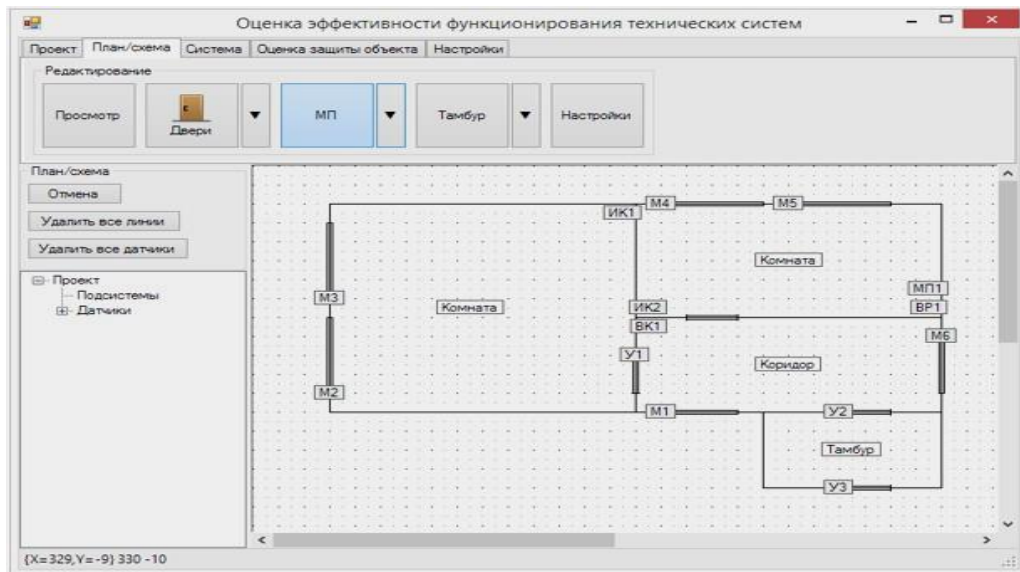 Оценка эффективности функционирования технических систем
Проект План/схема Система Оценка защиты объекта Настройки
Редактирование
Просмотр
Двери
МП
Тамбур
Настройки
План/схема
Отмена
Удалить все линии
Удалить все датчики
Проект
Подсистемы
Датчики
ИК1
М4
М5
Комната
М3
Комната
ИК2
МП1
ВР1
ВК1
М6
У1
Коридор
М2
М1
У2
Тамбур
У3
{X=329,Y=-9} 330 -10